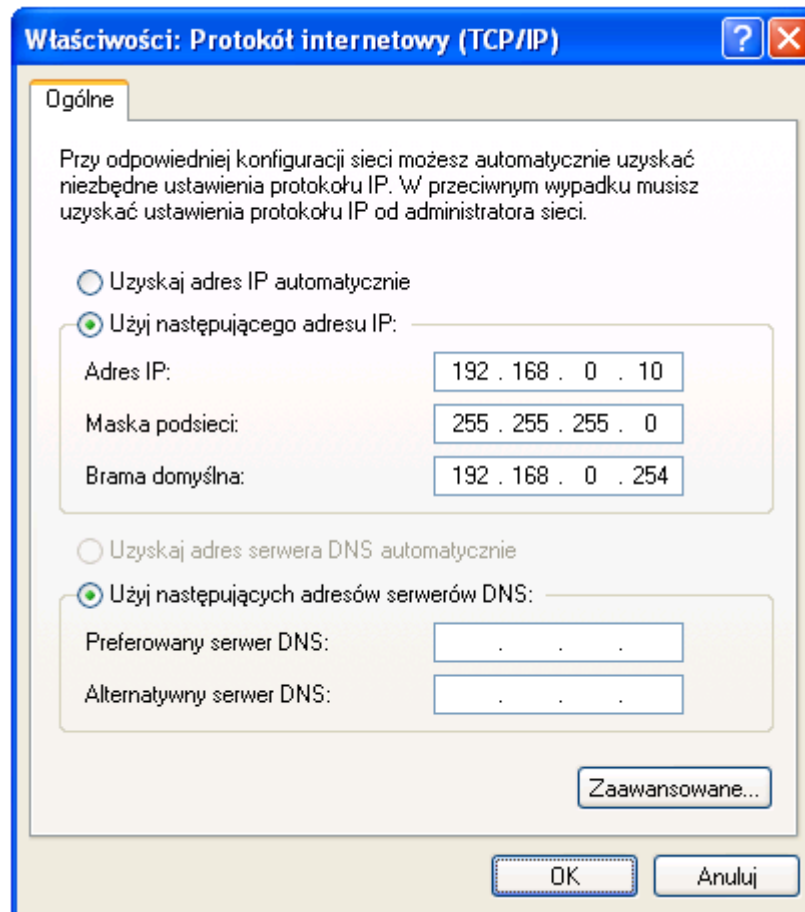 Właściwości: Protokół internetowy (TCP/IP)
Ogólne
Przy odpowiedniej konfiguracji sieci możesz automatycznie uzyskać
niezbędne ustawienia protokołu IP. W przeciwnym wypadku musisz
uzyskać ustawienia protokołu IP od administratora sieci.
Uzyskaj adres IP automatycznie
Użyj następującego adresu IP:
Adres IP: 192 . 168 . 0 . 10
Maska podsieci: 255 . 255 . 255 . 0
Brama domyślna: 192 . 168 . 0 . 254
Uzyskaj adres serwera DNS automatycznie
Użyj następujących adresów serwerów DNS:
Preferowany serwer DNS: . . .
Alternatywny serwer DNS: . . .
Zaawansowane...
OK Anuluj